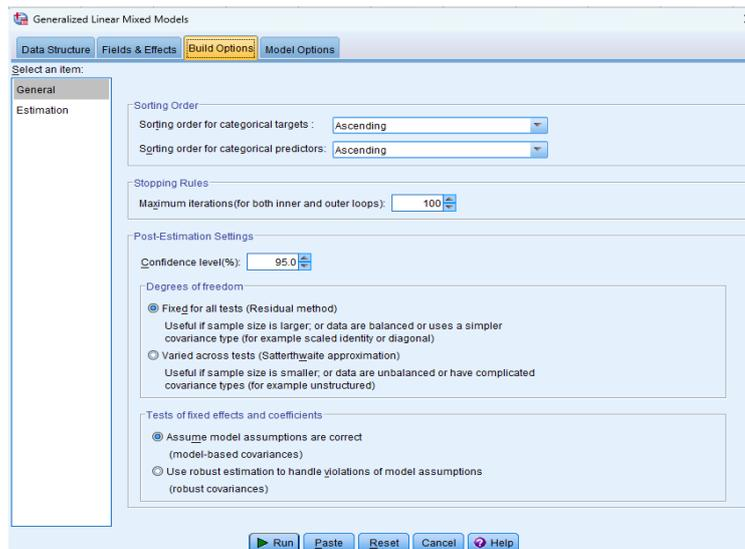 Generalized Linear Mixed Models
Data Structure Fields & Effects Build Options Model Options
Select an item:
General
Estimation
Sorting Order
Sorting order for categorical targets : Ascending
Sorting order for categorical predictors: Ascending
Stopping Rules
Maximum iterations(for both inner and outer loops): 100
Post-Estimation Settings
Confidence level(%): 95.0
Degrees of freedom
Fixed for all tests (Residual method)
Useful if sample size is larger; or data are balanced or uses a simpler
covariance type (for example scaled identity or diagonal)
Varied across tests (Satterthwaite approximation)
Useful if sample size is smaller; or data are unbalanced or have complicated
covariance types (for example unstructured)
Tests of fixed effects and coefficients
Assume model assumptions are correct
(model-based covariances)
Use robust estimation to handle violations of model assumptions
(robust covariances)
Run Paste Reset Cancel Help